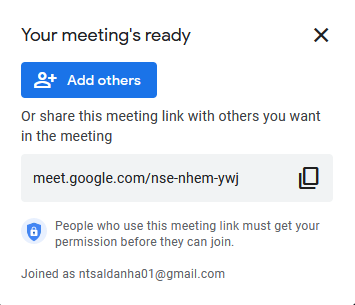 Your meeting's ready
Add others
Or share this meeting link with others you want
in the meeting
meet.google.com/nse-nhem-ywj
People who use this meeting link must get your
permission before they can join.
Joined as ntsaldanha01@gmail.com